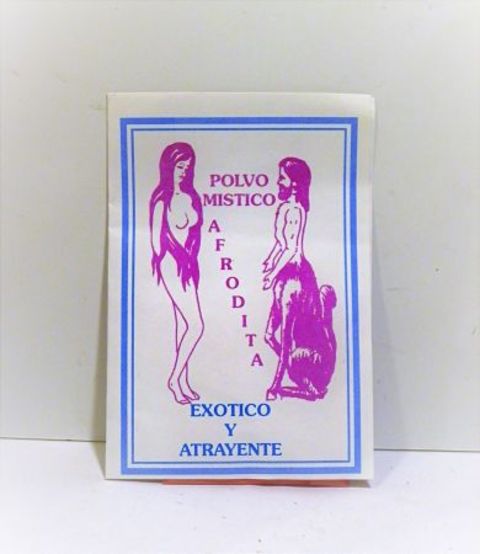 POLVO
MISTICO
AFRODITA
EXOTICO
Y
ATRAYENTE